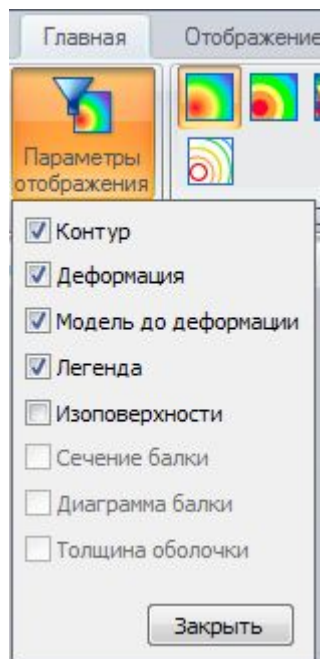 Главная Отображение
Параметры
отображения
Контур
Деформация
Модель до деформации
Легенда
Изоповерхности
Сечение балки
Диаграмма балки
Толщина оболочки
Закрыть